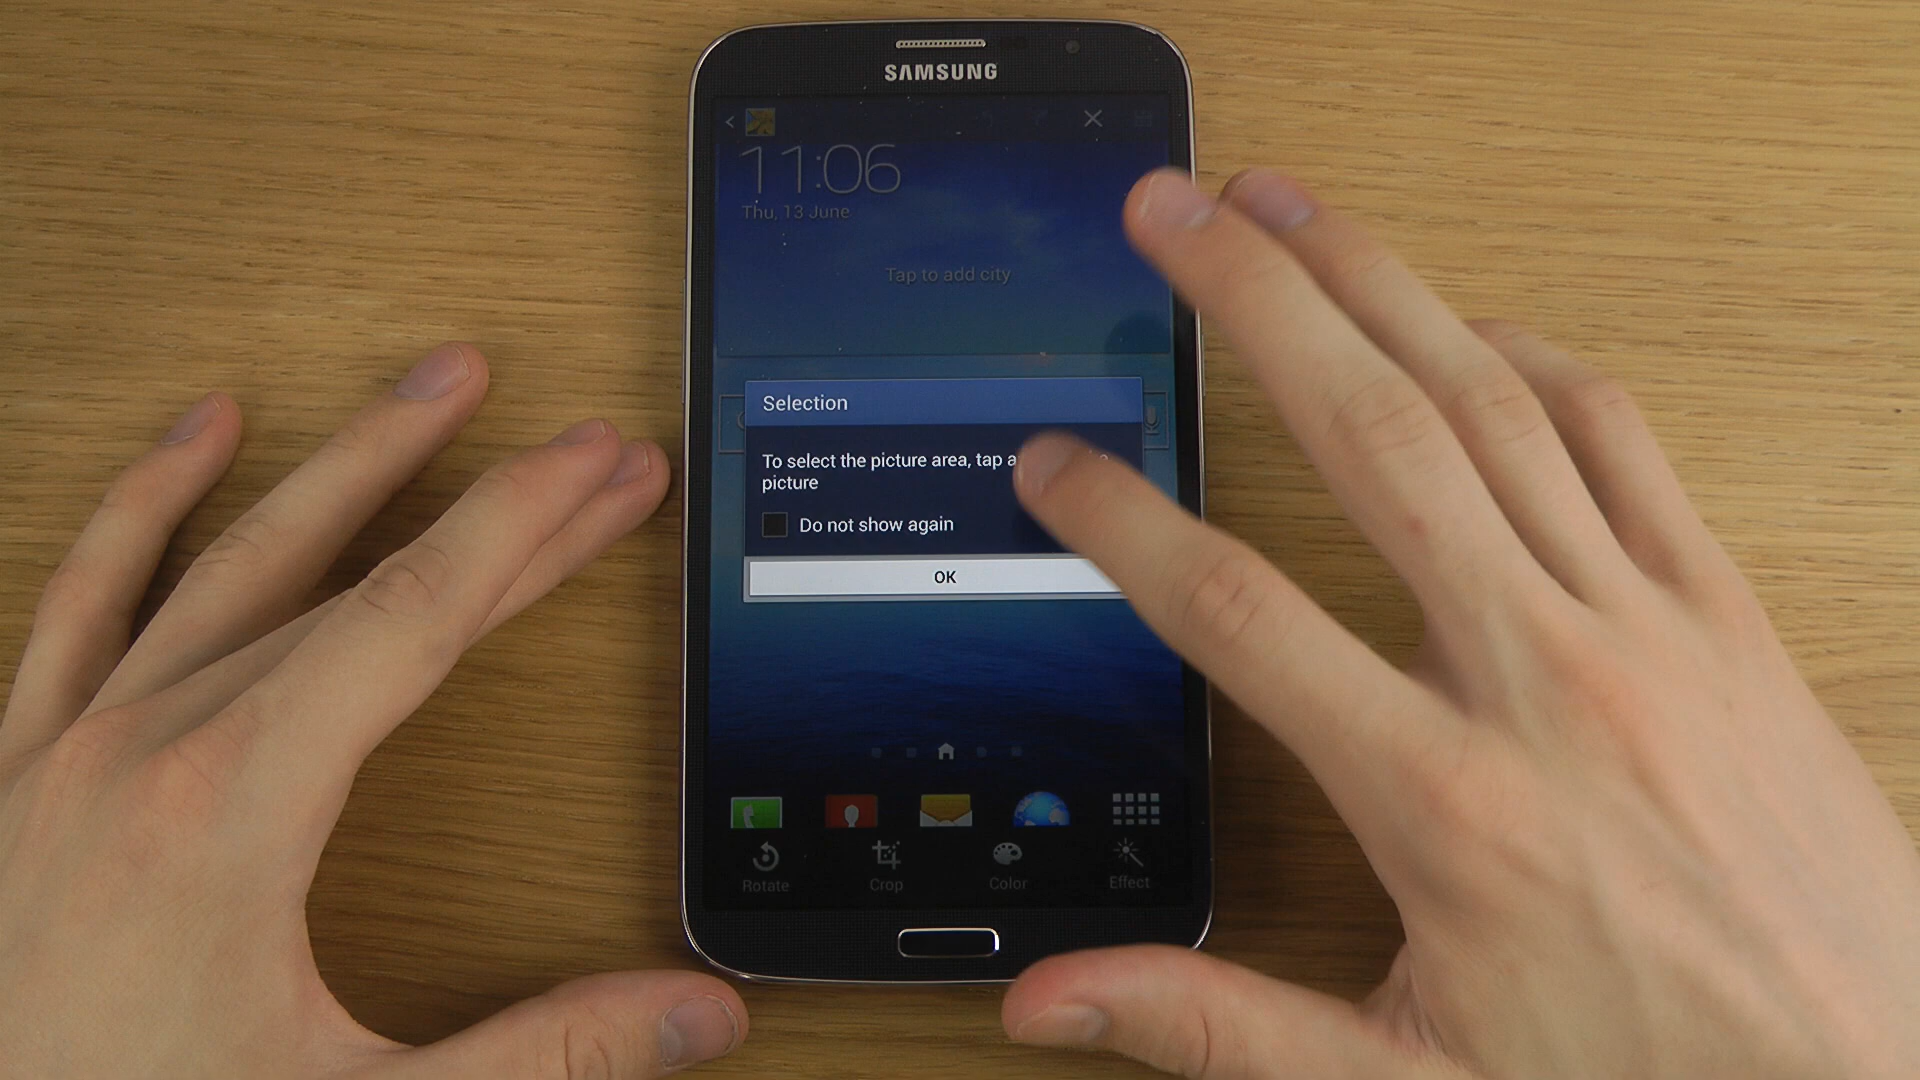 SAMSUNG
11:06
Thu, 13 June
Tap to add city
Selection
To select the picture area, tap
picture
Do not show again
OK
Rotate
Crop
Color
Effect